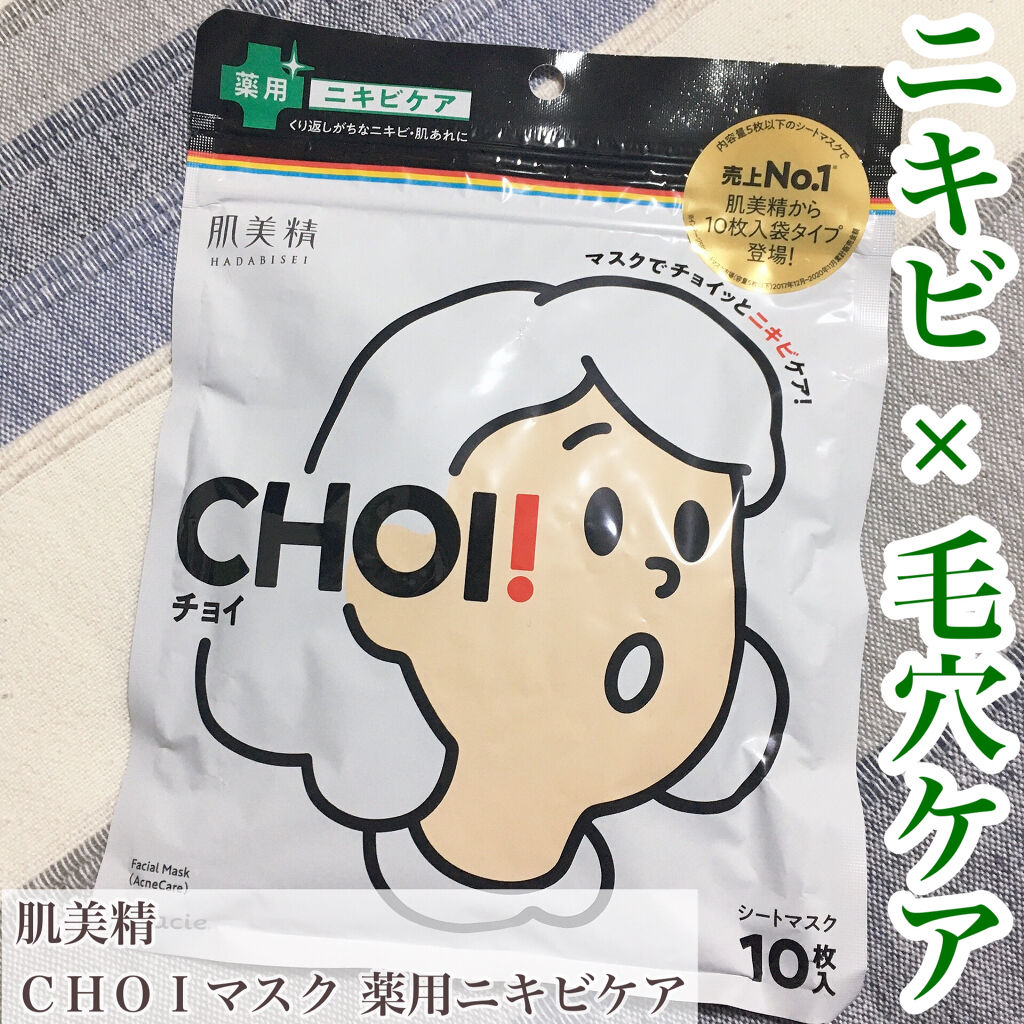 薬用
ニキビケア
くり返しがちなニキビ・肌あれに
内容量5枚以下のシートマスクで
売上No.1※
肌美精から
10枚入袋タイプ
登場!
肌美精
HADABISEI
マスクでチョイッとニキビケア!
CHOI!
チョイ
Facial Mask
(AcneCare)
シートマスク
10枚入
ニキビ×毛穴ケア
肌美精
CHOIマスク 薬用ニキビケア